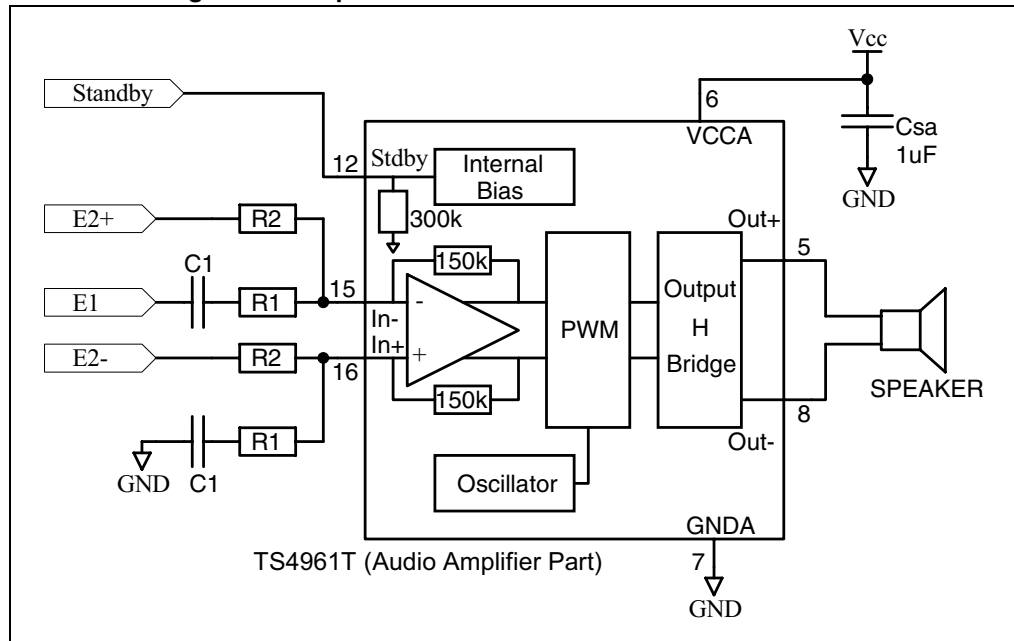 Vcc
Standby
6
Csa
1uF
VCCA
12
Stdby
Internal
Bias
GND
E2+
R2
300k
Out+
5
C1
150k
E1
R1
15
In-
-
PWM
Output
H
Bridge
In+
+
E2-
R2
16
150k
SPEAKER
8
R1
Out-
GND
C1
Oscillator
GNDA
TS4961T (Audio Amplifier Part)
7
GND